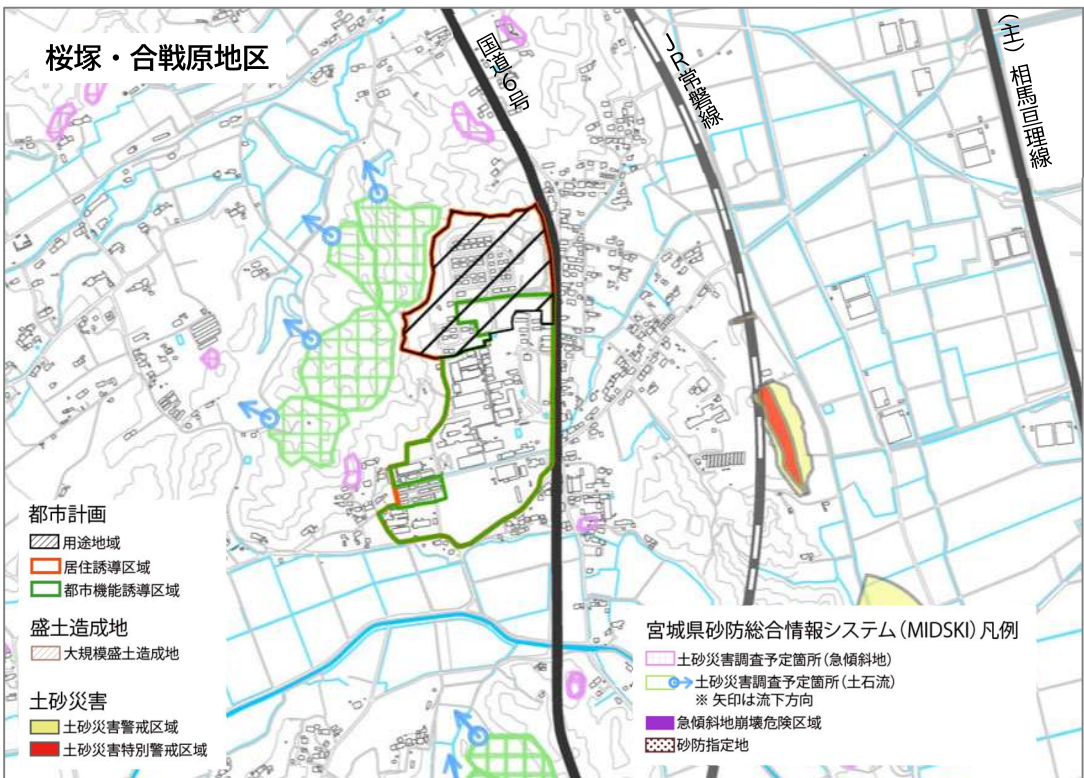 桜塚・合戦原地区
国道6号
JR常磐線
(主) 相馬亘理線
都市計画
用途地域
居住誘導区域
都市機能誘導区域
盛土造成地
大規模盛土造成地
土砂災害
土砂災害警戒区域
土砂災害特別警戒区域
宮城県砂防総合情報システム(MIDSKI)凡例
土砂災害調査予定箇所(急傾斜地)
土砂災害調査予定箇所(土石流)
※ 矢印は流下方向
急傾斜地崩壊危険区域
砂防指定地